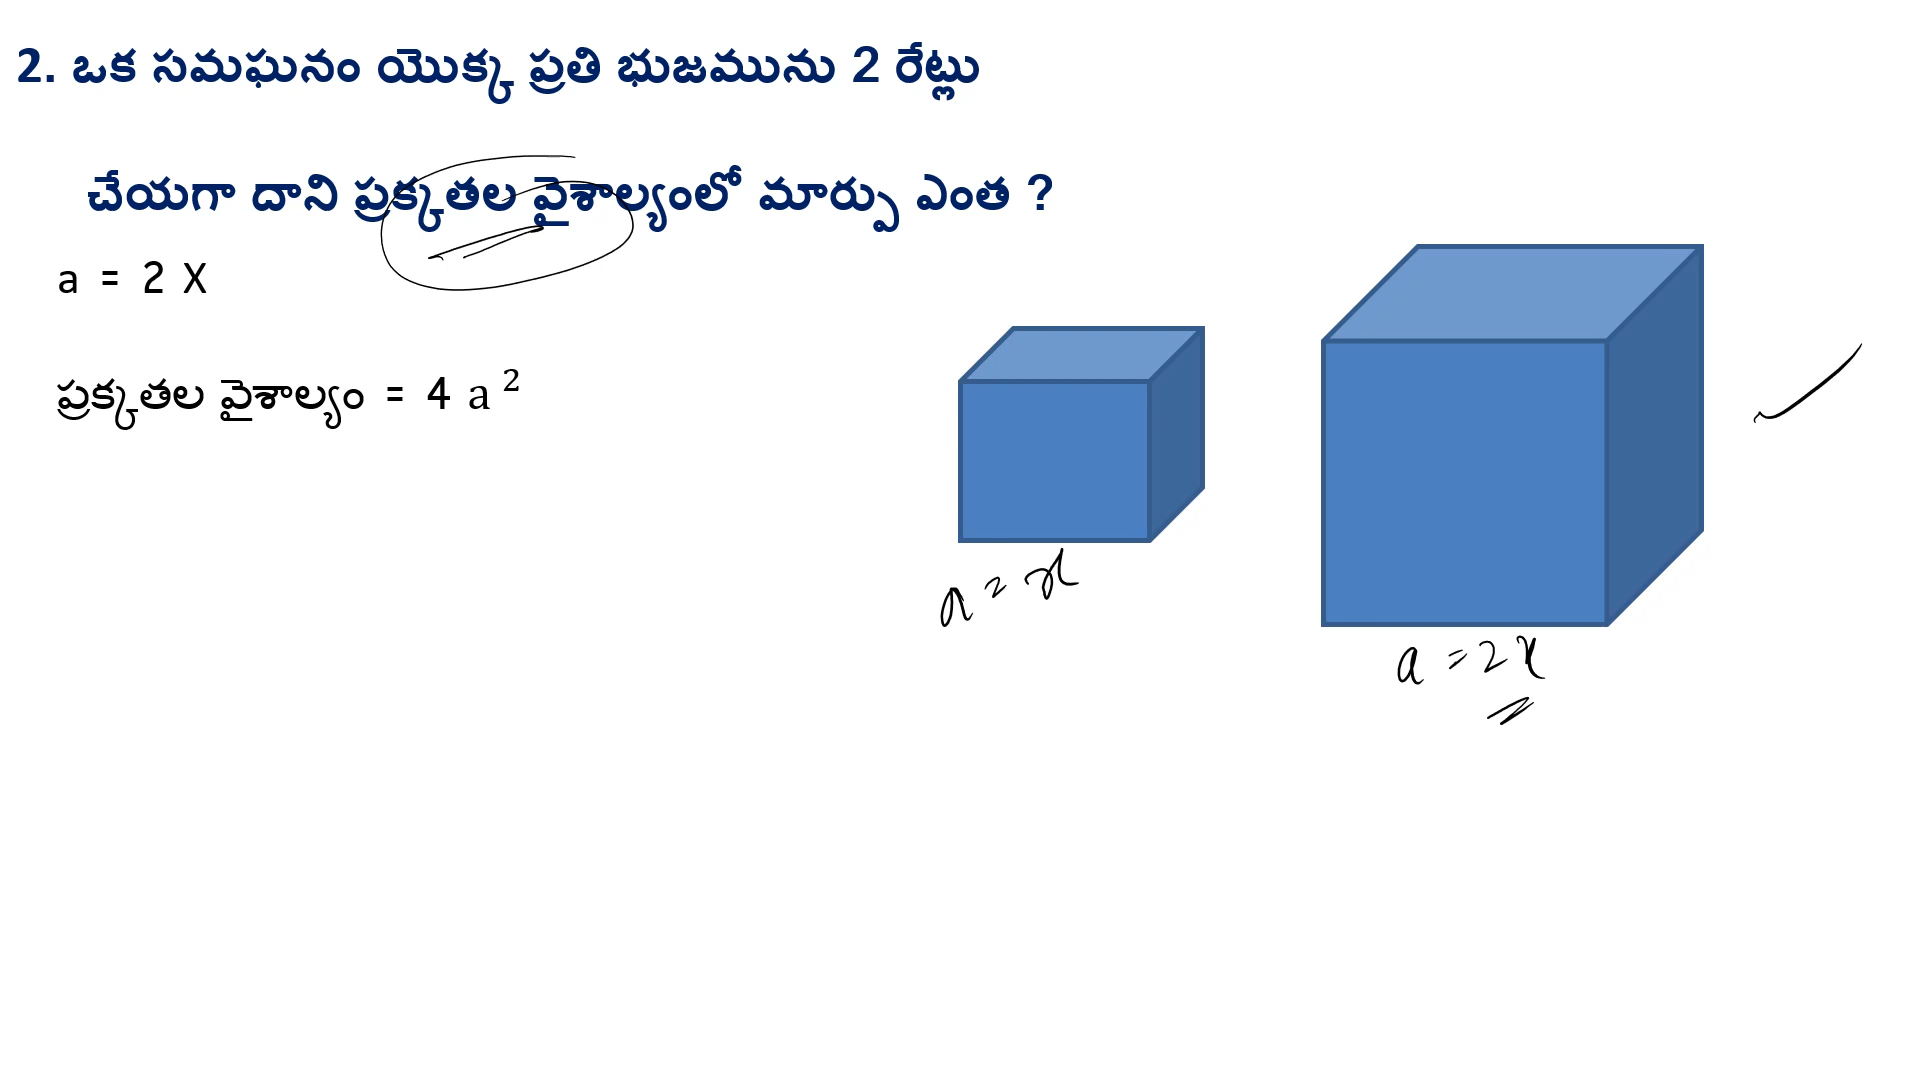 2. ఒక సమఘనం యొక్క ప్రతి భుజమును 2 రేట్లు
చేయగా దాని ప్రక్కతల వైశాల్యంలో మార్పు ఎంత ?
a = 2 X
ప్రక్కతల వైశాల్యం = 4 a ²
a = x
a = 2x